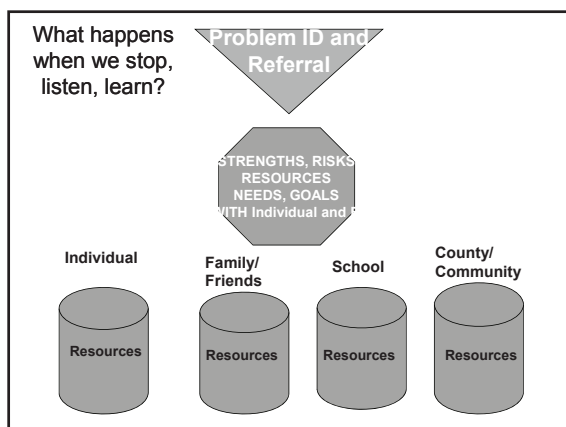 What happens
when we stop,
listen, learn?
Problem ID and
Referral
STRENGTHS, RISKS
RESOURCES
NEEDS, GOALS
WITH Individual and
Individual
Family/
Friends
School
County/
Community
Resources
Resources
Resources
Resources